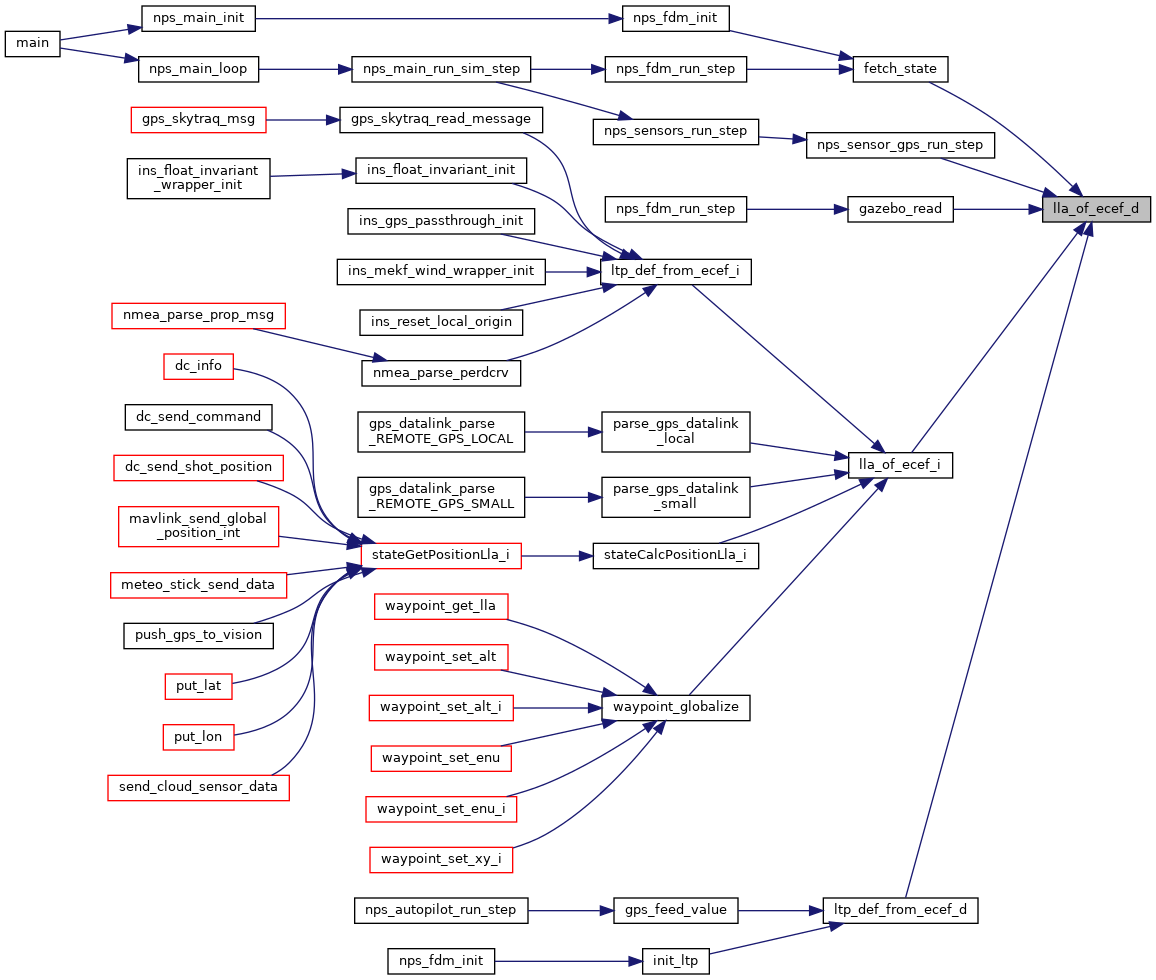 main
nps_main_init
nps_fdm_init
nps_main_loop
nps_main_run_sim_step
nps_fdm_run_step
fetch_state
gps_skytraq_msg
gps_skytraq_read_message
nps_sensors_run_step
nps_sensor_gps_run_step
ins_float_invariant
_wrapper_init
ins_float_invariant_init
ins_gps_passthrough_init
nps_fdm_run_step
gazebo_read
lla_of_ecef_d
ins_mekf_wind_wrapper_init
ltp_def_from_ecef_i
nmea_parse_prop_msg
ins_reset_local_origin
dc_info
nmea_parse_perdcrv
dc_send_command
gps_datalink_parse
_REMOTE_GPS_LOCAL
parse_gps_datalink
_local
dc_send_shot_position
lla_of_ecef_i
gps_datalink_parse
_REMOTE_GPS_SMALL
parse_gps_datalink
_small
mavlink_send_global
_position_int
stateGetPositionLla_i
stateCalcPositionLla_i
meteo_stick_send_data
waypoint_get_lla
push_gps_to_vision
waypoint_set_alt
put_lat
waypoint_set_alt_i
waypoint_globalize
put_lon
waypoint_set_enu
send_cloud_sensor_data
waypoint_set_enu_i
waypoint_set_xy_i
nps_autopilot_run_step
gps_feed_value
ltp_def_from_ecef_d
nps_fdm_init
init_ltp